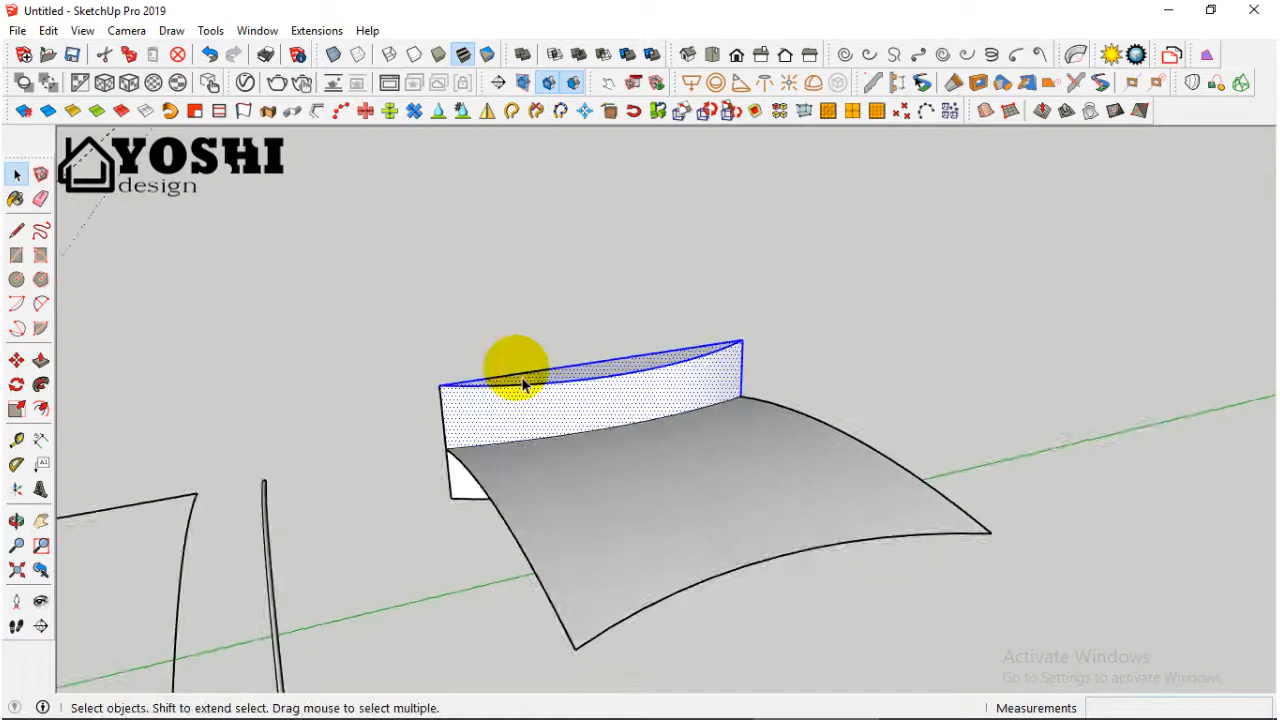 Untitled - SketchUp Pro 2019
File Edit View Camera Draw Tools Window Extensions Help
YOSHI
design
A1
Activate Windows
Go to Settings to activate Windows.
Select objects. Shift to extend select. Drag mouse to select multiple.
Measurements